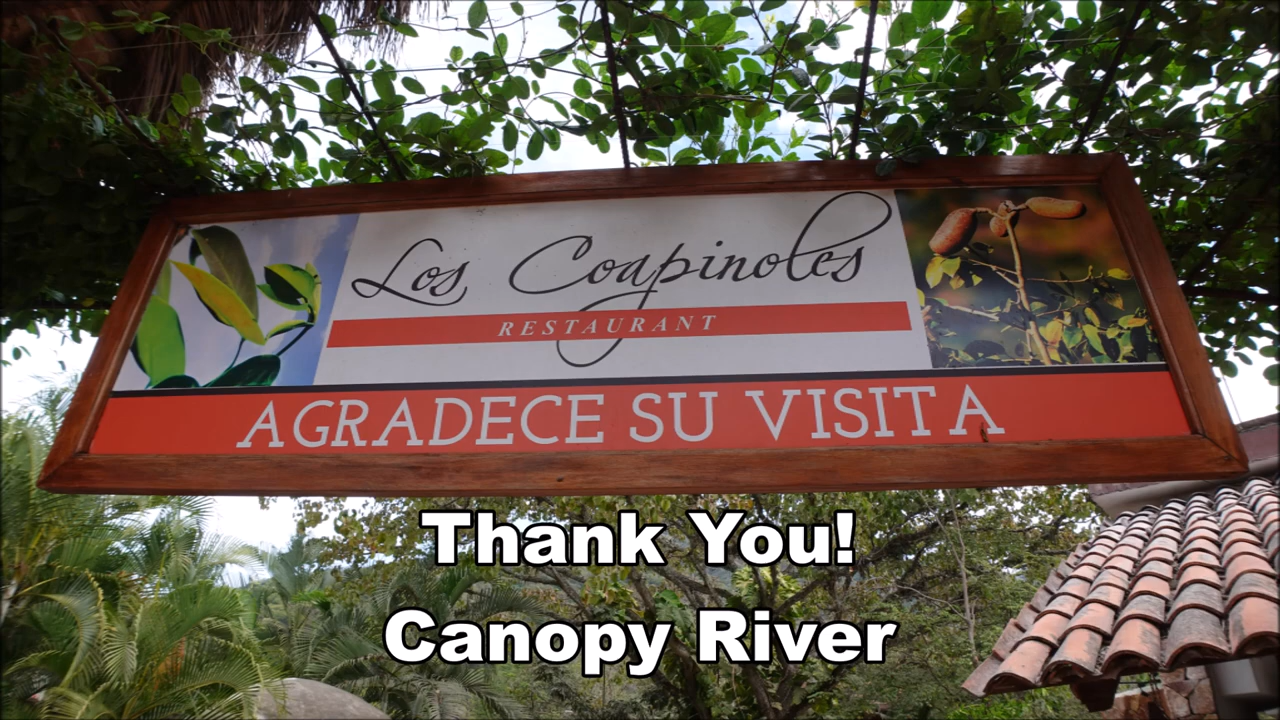 Los Coapinoles
RESTAURANT
AGRADECE SU VISITA
Thank You!
Canopy River